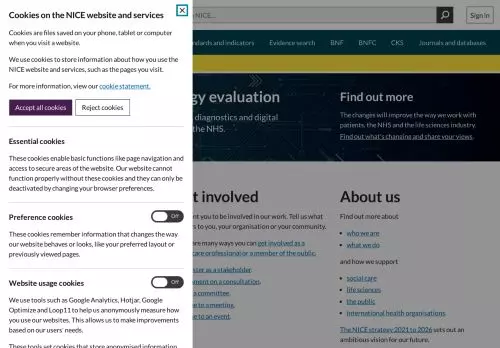 Cookies on the NICE website and services
Cookies are files saved on your phone, tablet or computer
when you visit a website.
We use cookies to store information about how you use the
NICE website and services, such as the pages you visit.
For more information, view our cookie statement.
Accept all cookies
Reject cookies
Essential cookies
These cookies enable basic functions like page navigation and
access to secure areas of the website. Our website cannot
function properly without these cookies and they can only be
deactivated by changing your browser preferences.
Preference cookies
Off
These cookies remember information that changes the way
our website behaves or looks, like your preferred layout or
previously viewed pages.
Website usage cookies
Off
We use tools such as Google Analytics, Hotjar, Google
Optimize and Loop11 to help us anonymously measure how
you use our websites. This allows us to make improvements
based on our users' needs.
These tools set cookies that store anonymised information
NICE...
Sign in
ndards and indicators
Evidence search
BNF
BNFC
CKS
Journals and databases
gy evaluation
diagnostics and digital
the NHS.
Find out more
The changes will improve the way we work with
patients, the NHS and the life sciences industry.
Find out what's changing and share your views.
t involved
nt you to be involved in our work. Tell us what
rs to you, your organisation or your community.
are many ways you can get involved as a
care professional or a member of the public.
ser as a stakeholder.
ment on a consultation.
a committee.
e to a meeting.
e to an event.
About us
Find out more about
who we are
what we do
and how we support
social care
life sciences
the public
international health organisations.
The NICE strategy 2021 to 2026 sets out an
ambitious vision for our future.